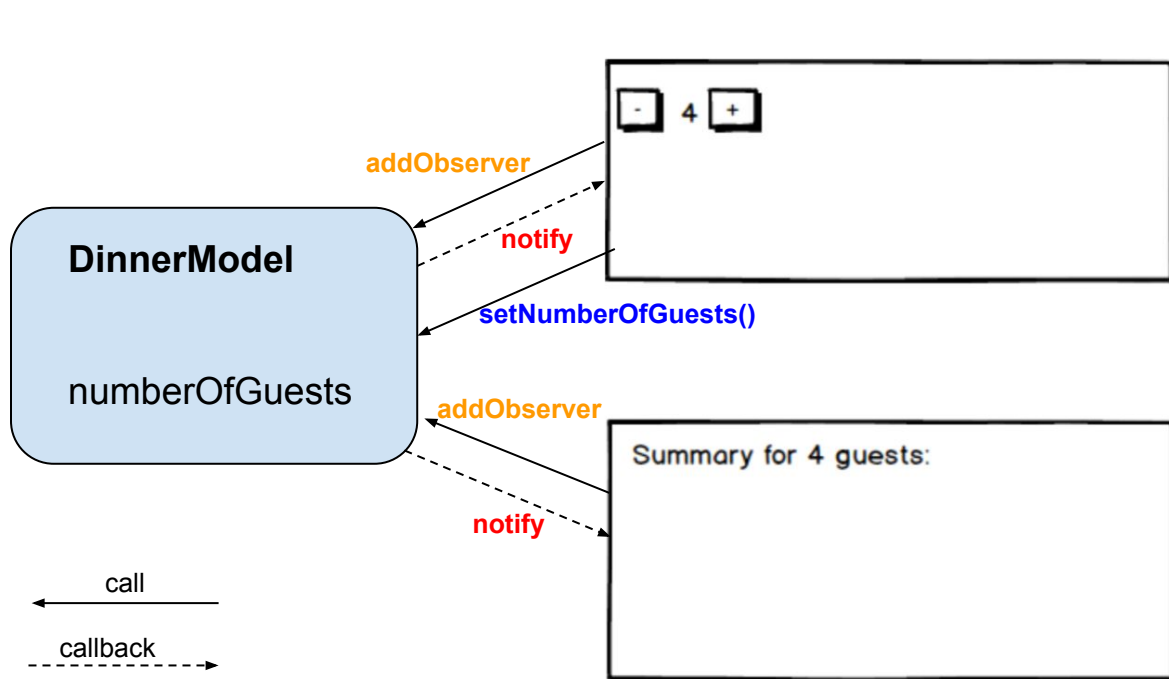 - 4 +
addObserver
notify
DinnerModel
setNumberOfGuests()
numberOfGuests
addObserver
Summary for 4 guests:
notify
call
callback